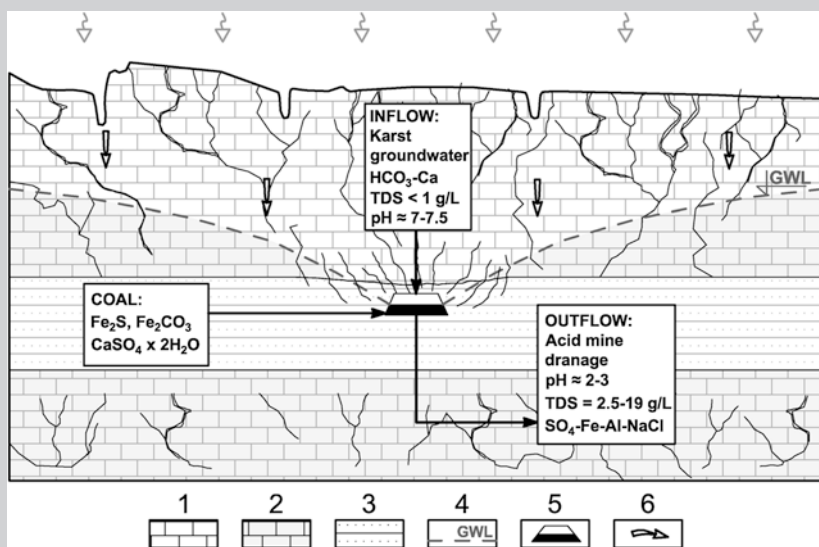 INFLOW:
Karst
groundwater
HCO₃-Ca
TDS < 1 g/L
pH ≈ 7-7.5
GWL
COAL:
Fe₂S, Fe₂CO₃
CaSO₄ x 2H₂O
OUTFLOW:
Acid mine
dranage
pH ≈ 2-3
TDS = 2.5-19 g/L
SO₄-Fe-Al-NaCl
1 2 3 4 5 6
GWL